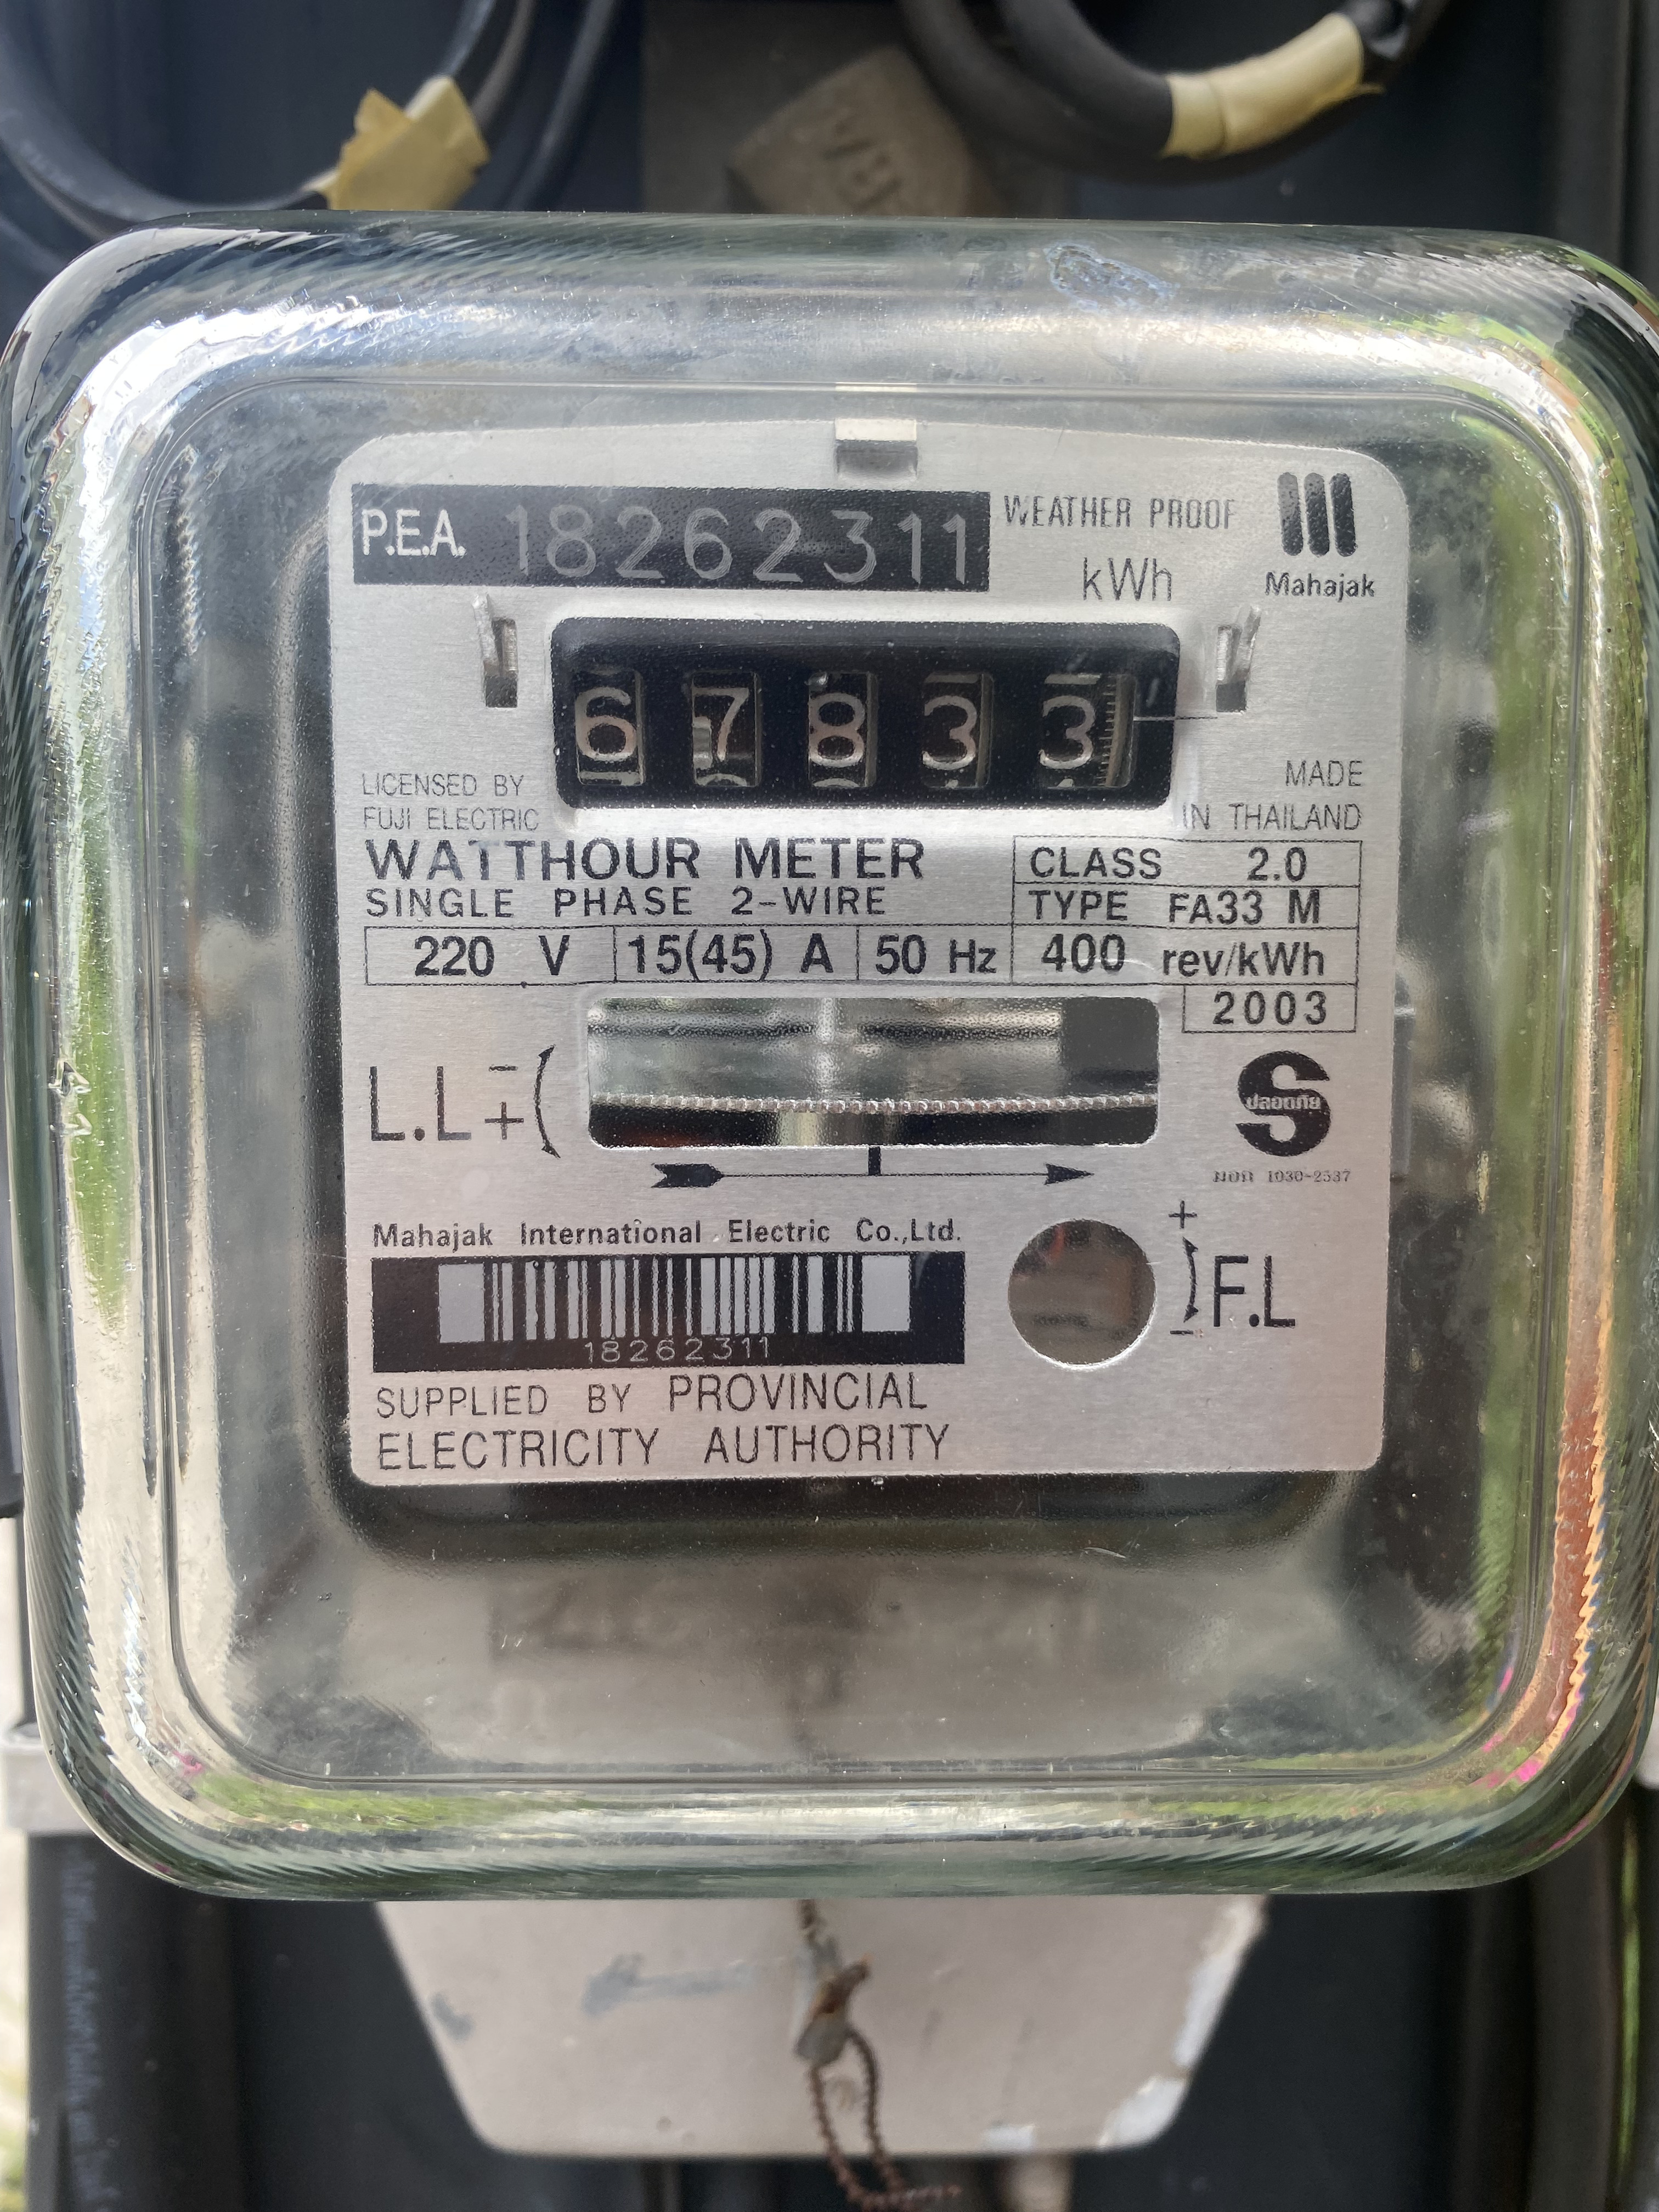 P.E.A. 18262311
WEATHER PROOF
kWh
Mahajak
67833
LICENSED BY
FUJI ELECTRIC
MADE
IN THAILAND
WATTHOUR METER
SINGLE PHASE 2-WIRE
CLASS 2.0
TYPE FA33 M
220 V 15(45) A 50 Hz 400 rev/kWh
2003
L.L - +
S
ปลอดภัย
มอก 1030-2537
Mahajak International Electric Co.,Ltd.
18262311
+ - F.L
SUPPLIED BY PROVINCIAL
ELECTRICITY AUTHORITY